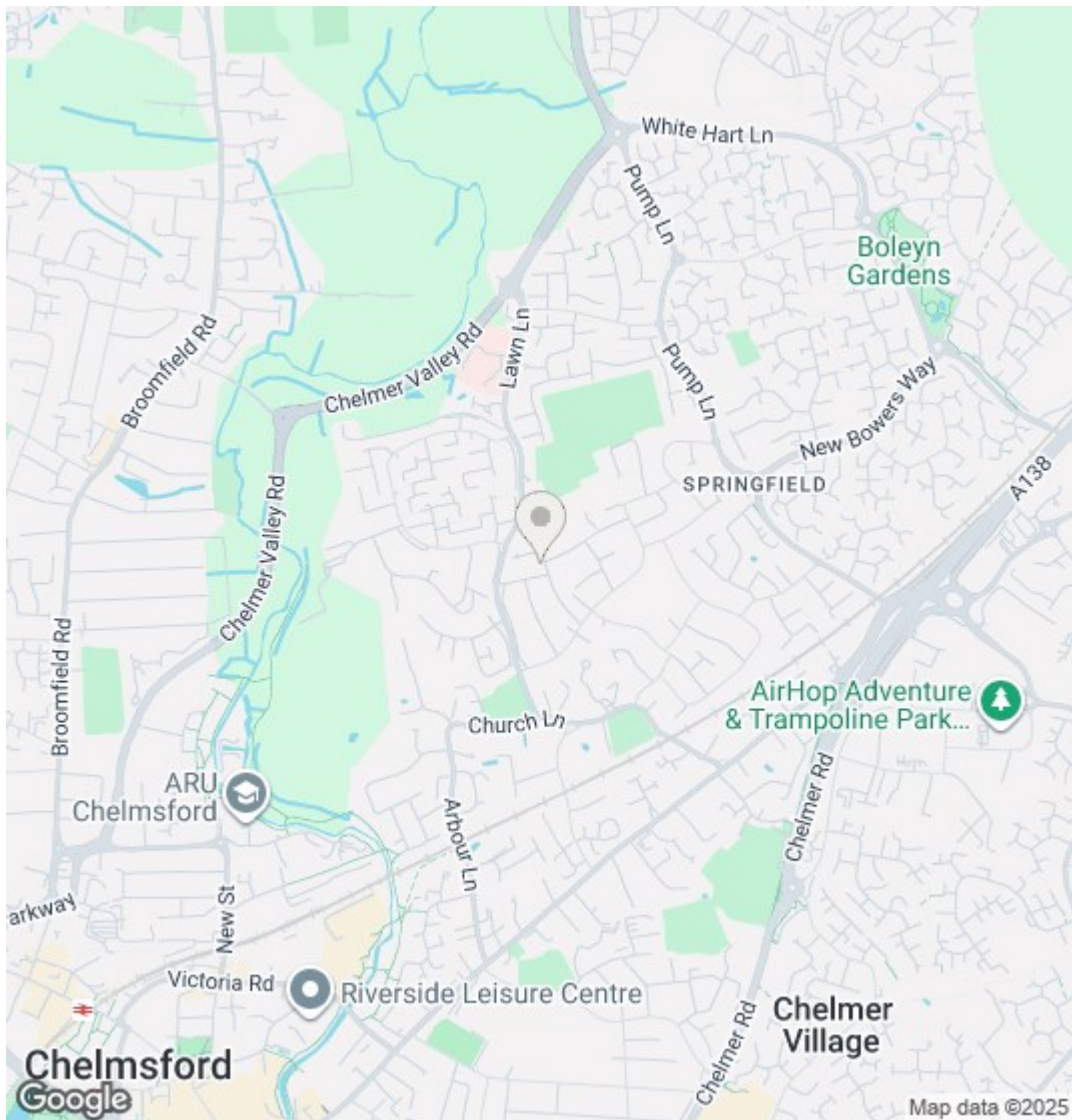 White Hart Ln
Pump Ln
Boleyn
Gardens
Broomfield Rd
Chelmer Valley Rd
Lawn Ln
Pump Ln
New Bowers Way
SPRINGFIELD
A138
Chelmer Valley Rd
Broomfield Rd
AirHop Adventure
& Trampoline Park...
Church Ln
ARU
Chelmsford
Arbour Ln
Chelmer Rd
arkway
New St
Victoria Rd
Riverside Leisure Centre
Chelmer
Village
Chelmer Rd
Chelmsford
Google
Map data ©2025